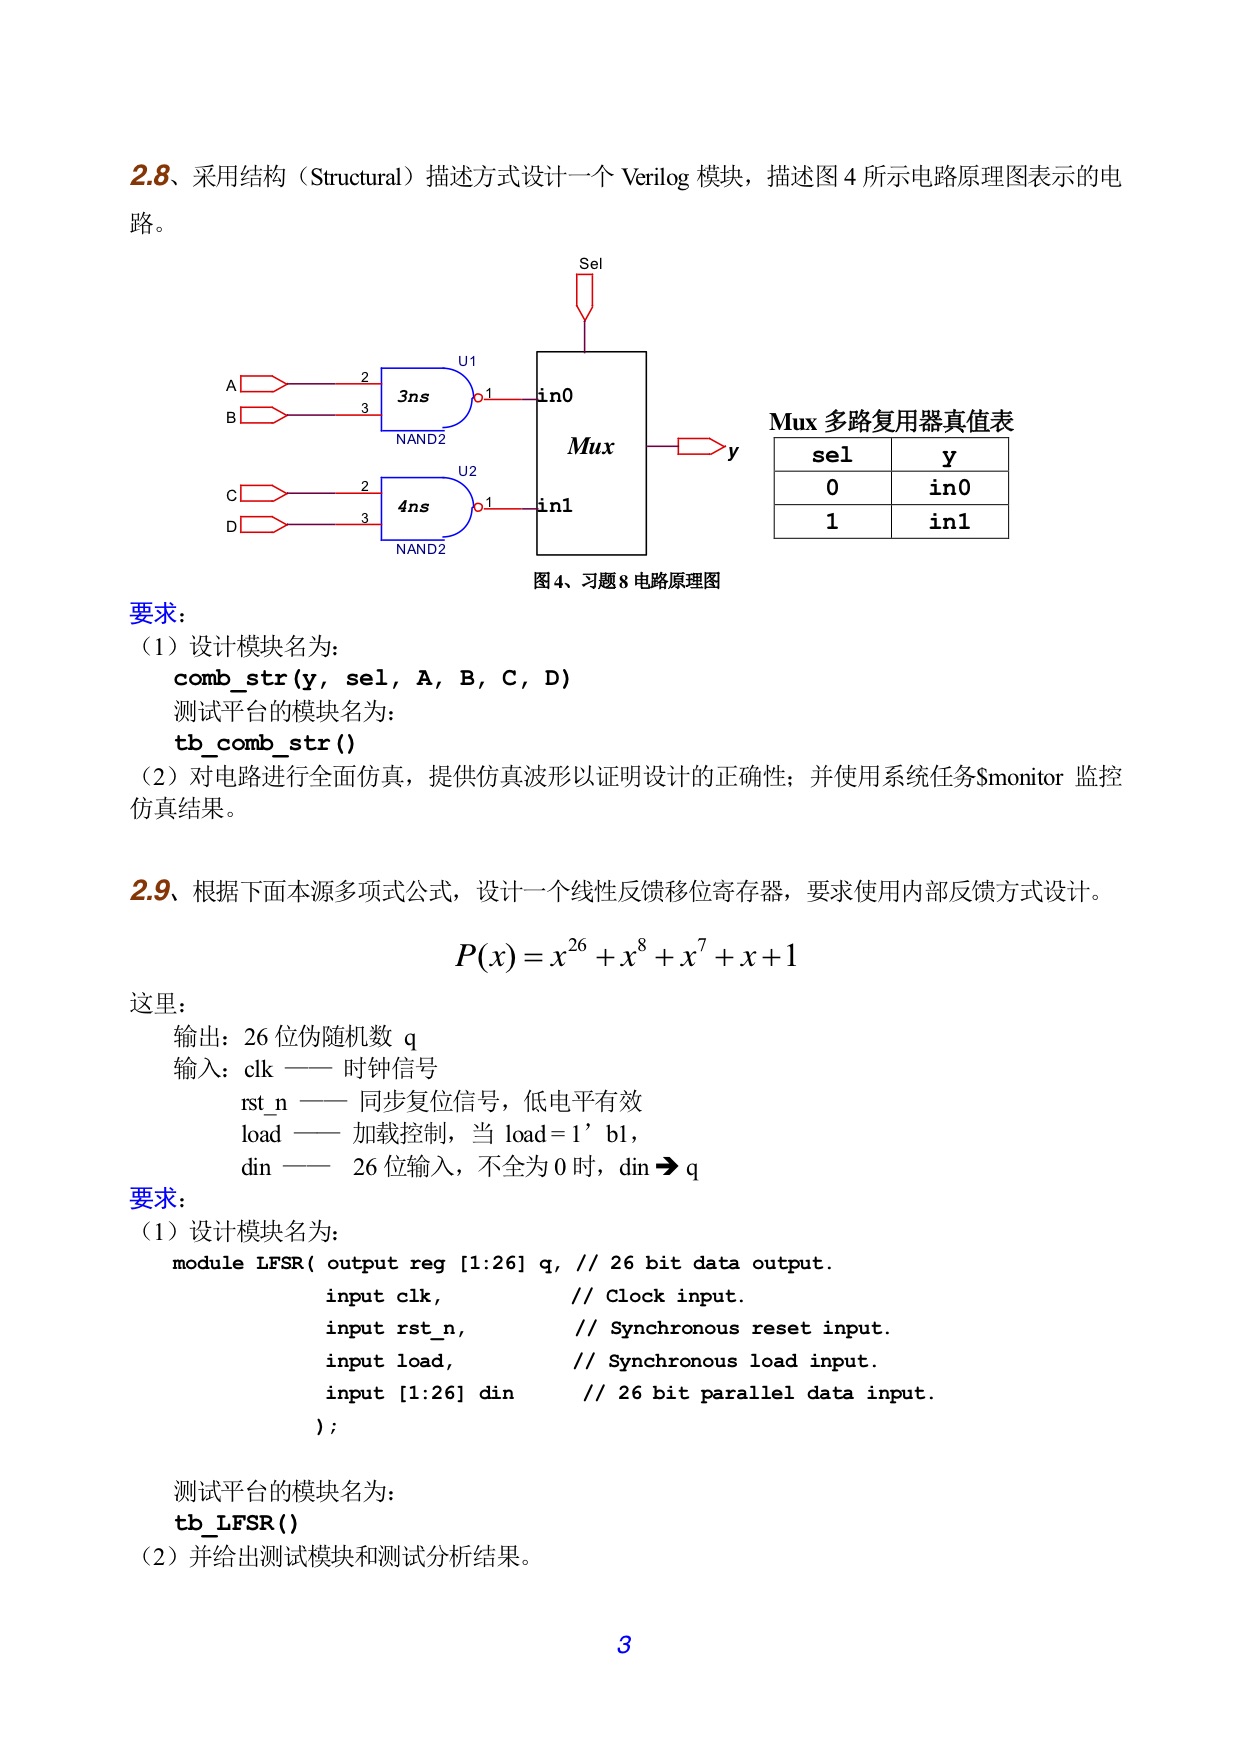 2.8、采用结构（Structural）描述方式设计一个 Verilog 模块，描述图 4 所示电路原理图表示的电
路。
Sel
U1
A 2
3ns 1 in0
B 3
NAND2
Mux y
U2
C 2
4ns 1 in1
D 3
NAND2
Mux 多路复用器真值表
sel y
0 in0
1 in1
图 4、习题 8 电路原理图
要求：
（1）设计模块名为：
comb_str(y, sel, A, B, C, D)
测试平台的模块名为：
tb_comb_str()
（2）对电路进行全面仿真，提供仿真波形以证明设计的正确性；并使用系统任务$monitor 监控
仿真结果。
2.9、根据下面本源多项式公式，设计一个线性反馈移位寄存器，要求使用内部反馈方式设计。
P(x) = x^26 + x^8 + x^7 + x + 1
这里：
输出：26 位伪随机数 q
输入：clk —— 时钟信号
rst_n —— 同步复位信号，低电平有效
load —— 加载控制，当 load = 1’b1，
din —— 26 位输入，不全为 0 时，din ➔ q
要求：
（1）设计模块名为：
module LFSR( output reg [1:26] q, // 26 bit data output.
input clk, // Clock input.
input rst_n, // Synchronous reset input.
input load, // Synchronous load input.
input [1:26] din // 26 bit parallel data input.
);
测试平台的模块名为：
tb_LFSR()
（2）并给出测试模块和测试分析结果。
3